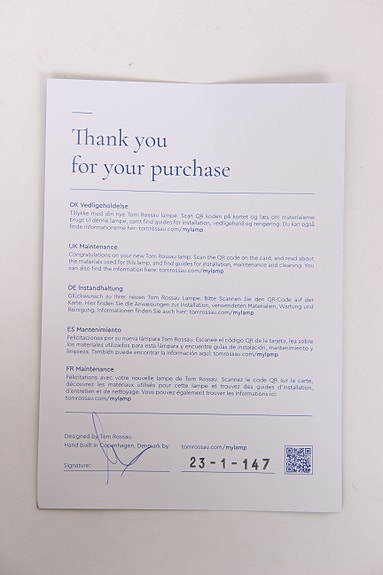 Thank you
for your purchase
DK Vedligeholdelse
Tillykke med din nye Tom Rossau lampe. Scan QR koden på kortet og læs om materialerne
brugt til denne lampe, samt find guides for installation, vedligehold og rengøring. Du kan også
finde informationerne her: tomrossau.com/mylamp
UK Maintenance
Congratulations on your new Tom Rossau lamp. Scan the QR code on the card, and read about
the materials used for this lamp, and find guides for installation, maintenance and cleaning. You
can also find the information here: tomrossau.com/mylamp
DE Instandhaltung
Glückwunsch zu Ihrer neuen Tom Rossau Lampe. Bitte Scannen Sie den QR-Code auf der
Karte. Hier finden Sie die Anweisungen zur Installation, verwendeten Materialien, Wartung und
Reinigung. Informationen finden Sie auch hier: tomrossau.com/mylamp
ES Mantenimiento
Felicitaciones por su nueva lámpara Tom Rossau. Escanee el código QR de la tarjeta, lea sobre
los materiales utilizados para esta lámpara y encuentre guías de instalación, mantenimiento y
limpieza. También puede encontrar la información aquí: tomrossau.com/mylamp
FR Maintenance
Félicitations avec votre nouvelle lampe de Tom Rossau. Scannez le code QR sur la carte,
découvrez les matériaux utilisés pour cette lampe et trouvez des guides d'installation,
d'entretien et de nettoyage. Vous pouvez également trouver les informations ici:
tomrossau.com/mylamp
Designed by Tom Rossau.
Hand built in Copenhagen, Denmark by: tomrossau.com/mylamp
Signature: 23-1-147